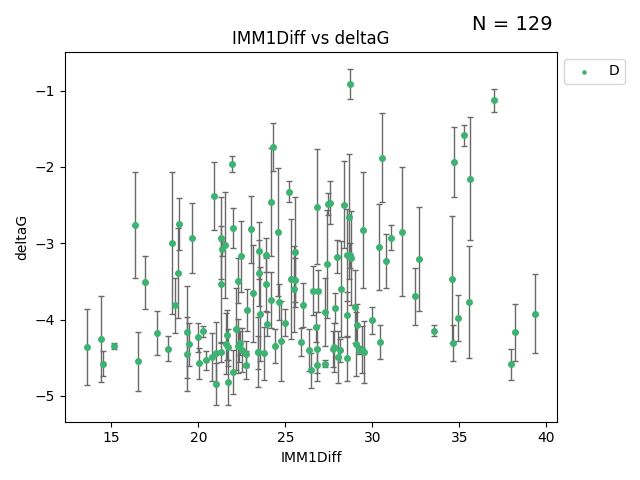 N = 129
IMM1Diff vs deltaG
D
−1
−2
−3
−4
−5
deltaG
15 20 25 30 35 40
IMM1Diff